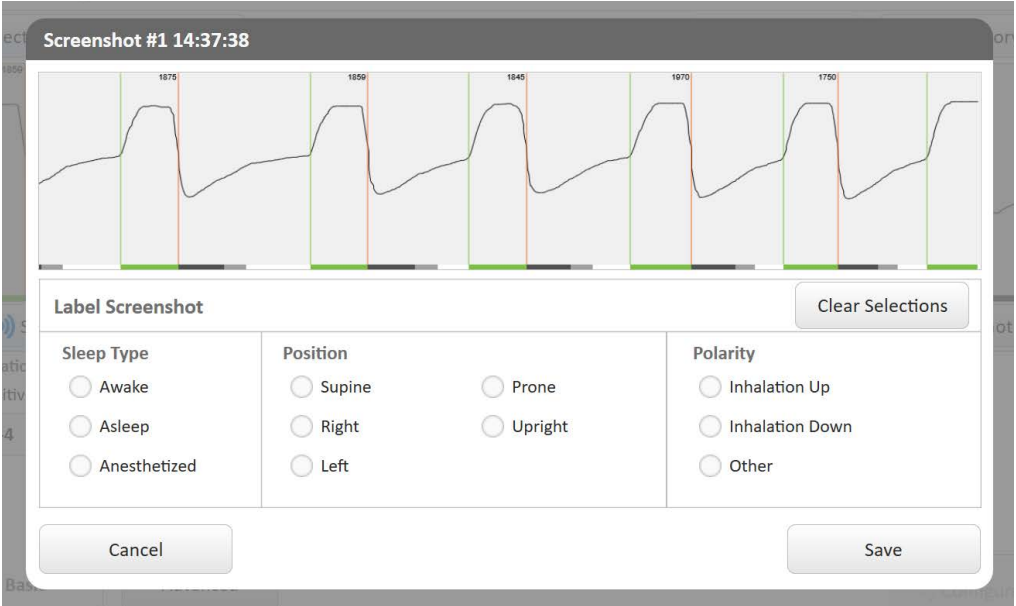 Screenshot #1 14:37:38
1859
1875 1859 1845 1970 1750
Label Screenshot Clear Selections
Sleep Type Position Polarity
Awake Supine Prone Inhalation Up
Asleep Right Upright Inhalation Down
Anesthetized Left Other
Cancel Save